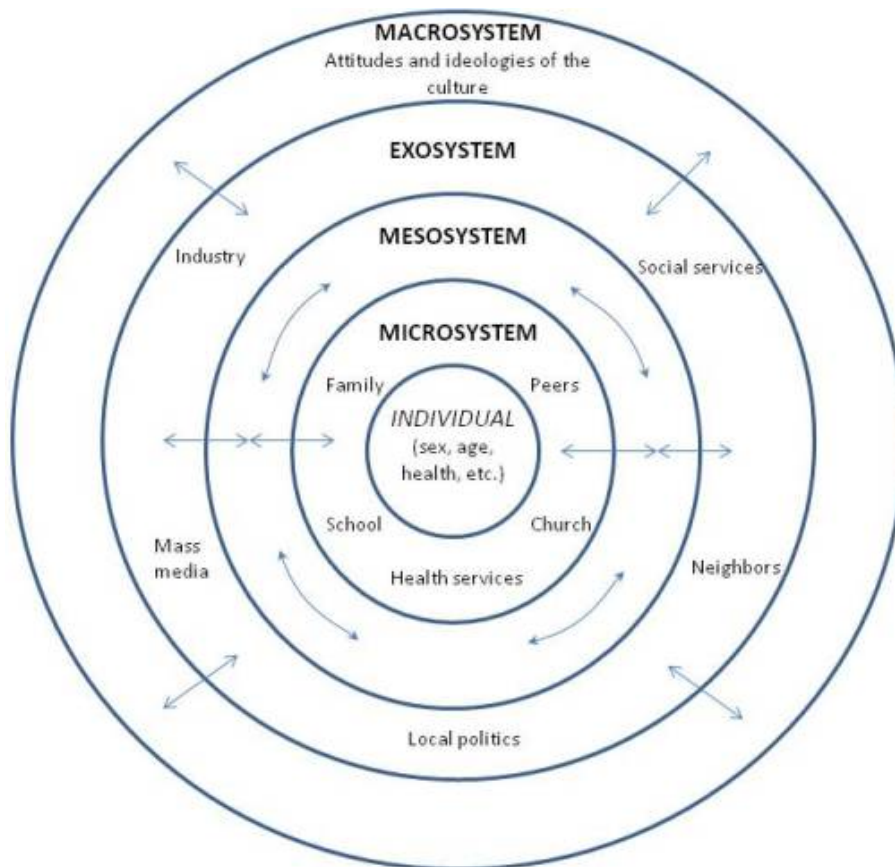 MACROSYSTEM
Attitudes and ideologies of the
culture
EXOSYSTEM
MESOSYSTEM
Industry
Social services
MICROSYSTEM
Family
Peers
INDIVIDUAL
(sex, age,
health, etc.)
School
Church
Mass
media
Health services
Neighbors
Local politics